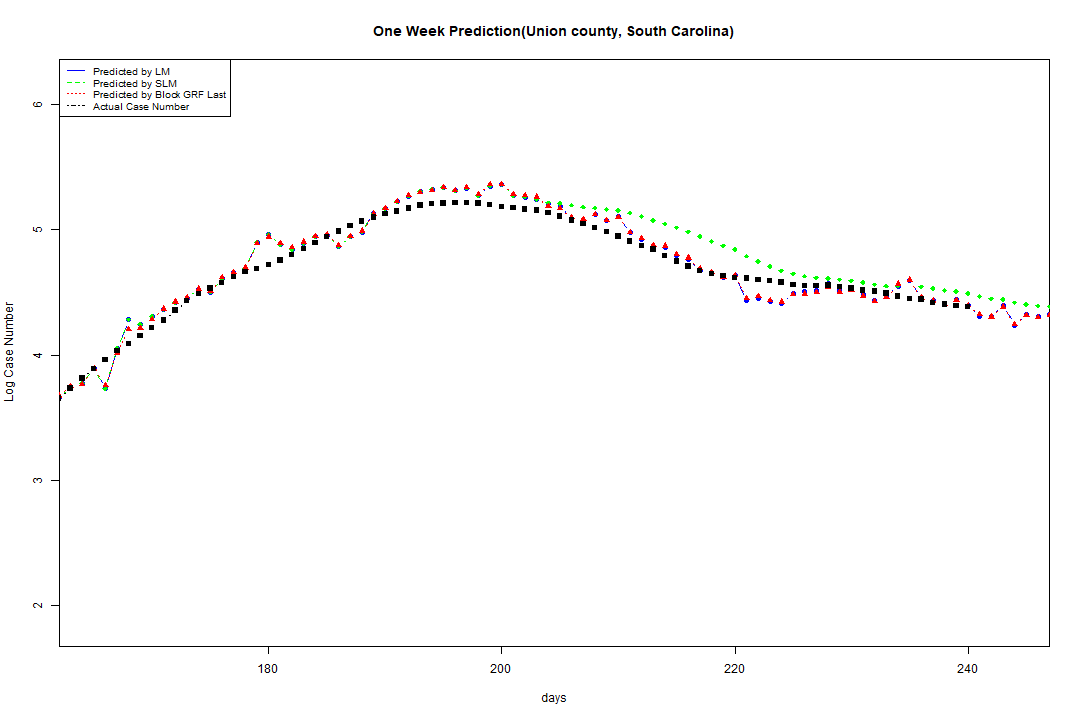 One Week Prediction(Union county, South Carolina)
Predicted by LM
Predicted by SLM
Predicted by Block GRF Last
Actual Case Number
6
5
4
3
2
Log Case Number
180 200 220 240
days